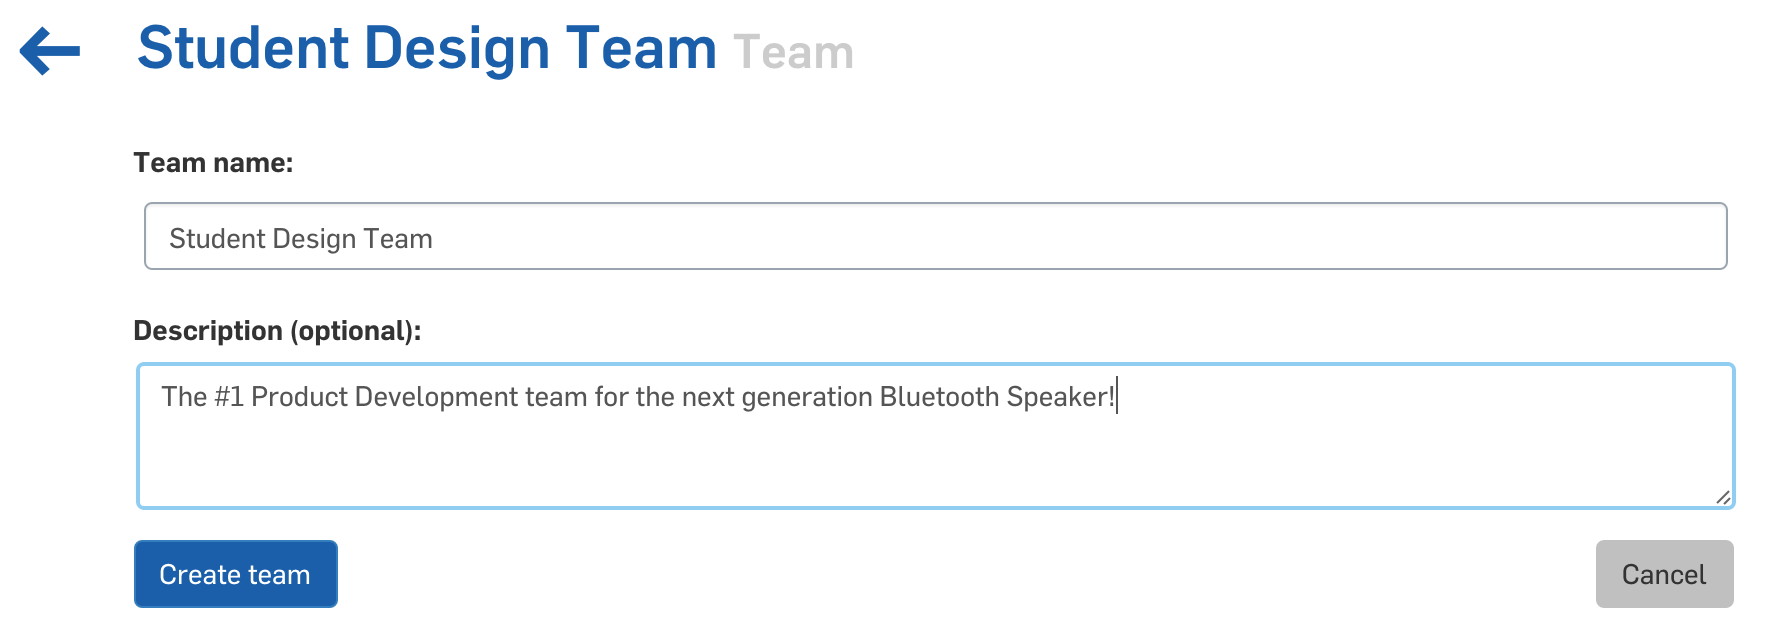 Student Design Team Team
Team name:
Student Design Team
Description (optional):
The #1 Product Development team for the next generation Bluetooth Speaker!
Create team
Cancel